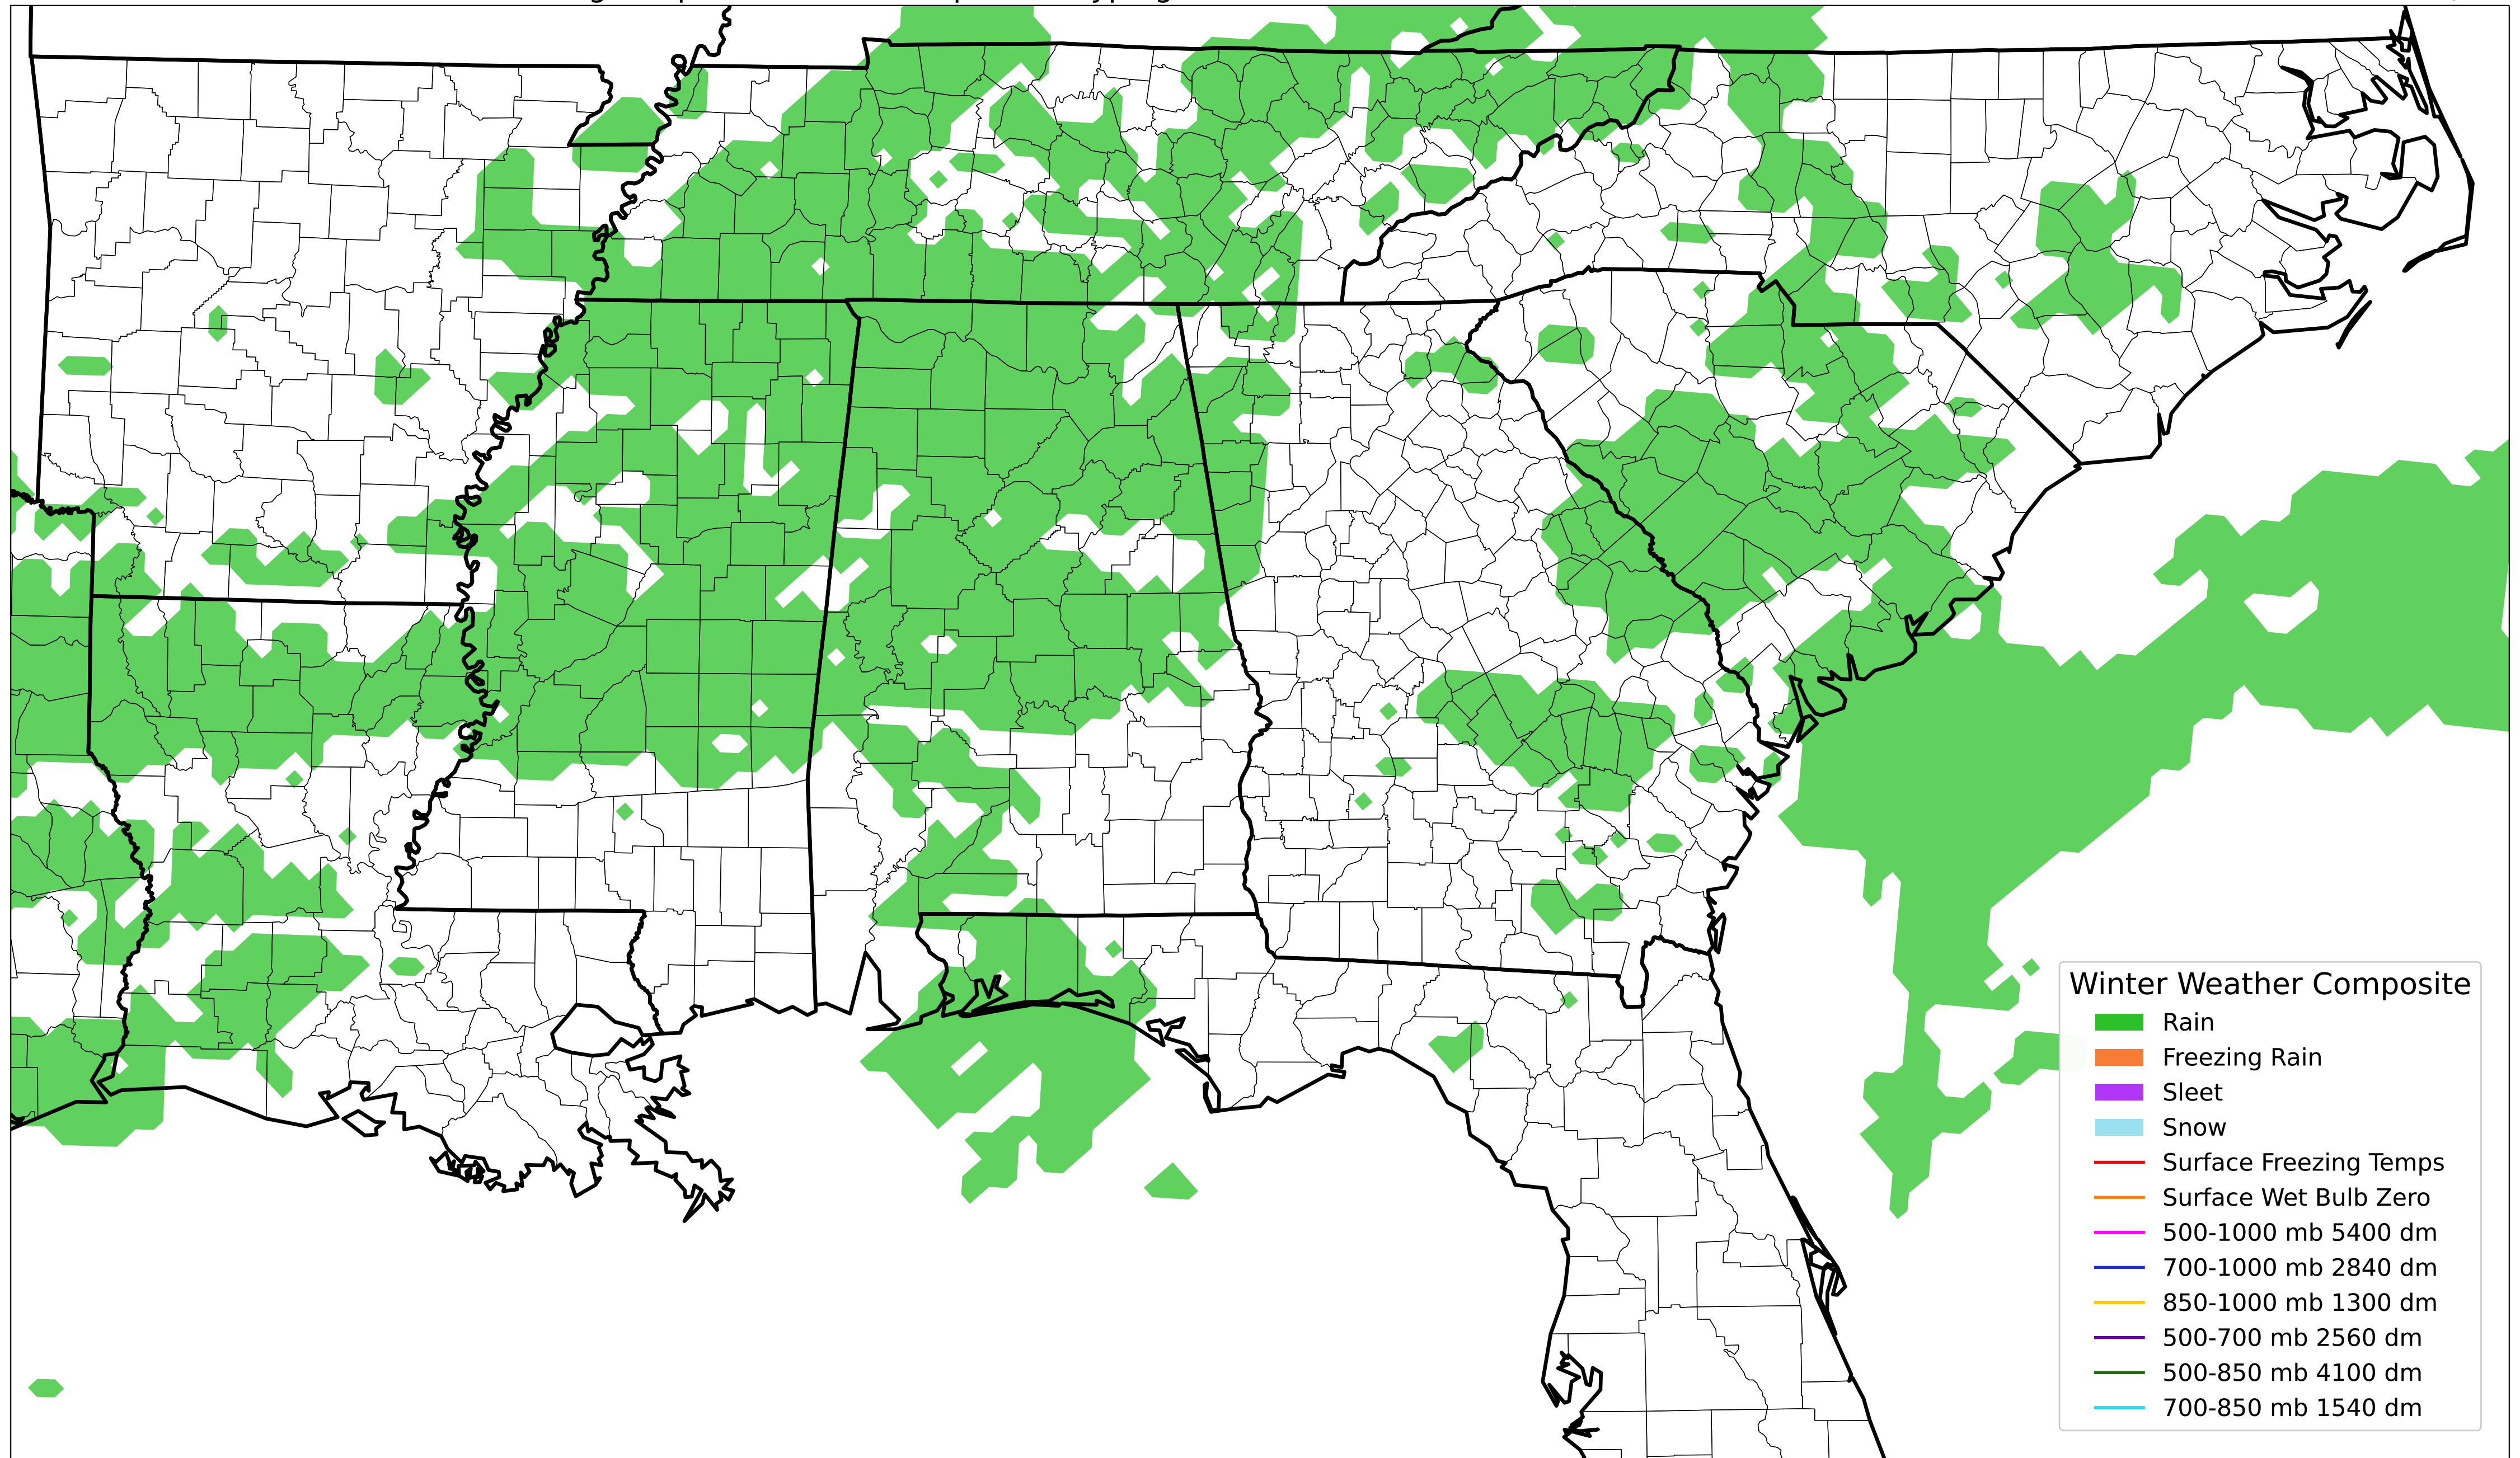 Winter Weather Composite
Rain
Freezing Rain
Sleet
Snow
Surface Freezing Temps
Surface Wet Bulb Zero
500-1000 mb 5400 dm
700-1000 mb 2840 dm
850-1000 mb 1300 dm
500-700 mb 2560 dm
500-850 mb 4100 dm
700-850 mb 1540 dm